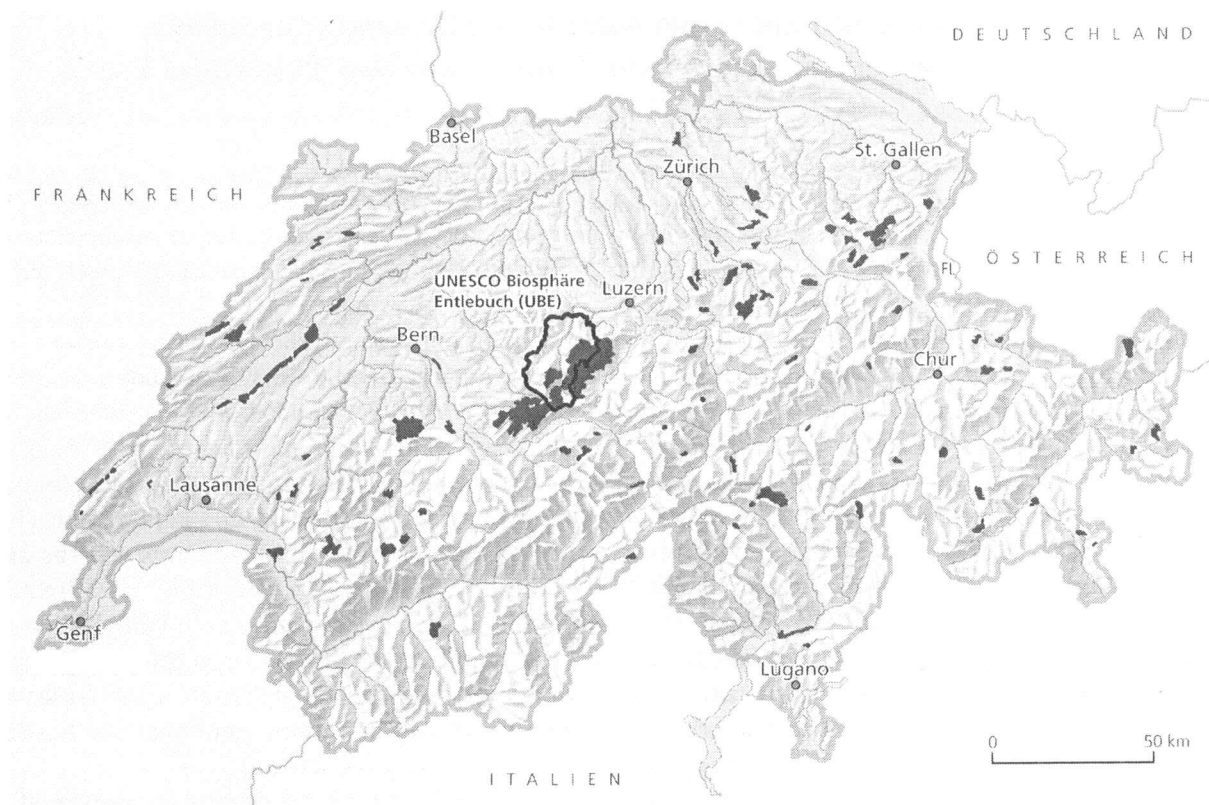 DEUTSCHLAND
Basel
St. Gallen
Zürich
FRANKREICH
ÖSTERREICH
FL
UNESCO Biosphäre
Entlebuch (UBE)
Luzern
Bern
Chur
Lausanne
Genf
Lugano
0 50 km
ITALIEN